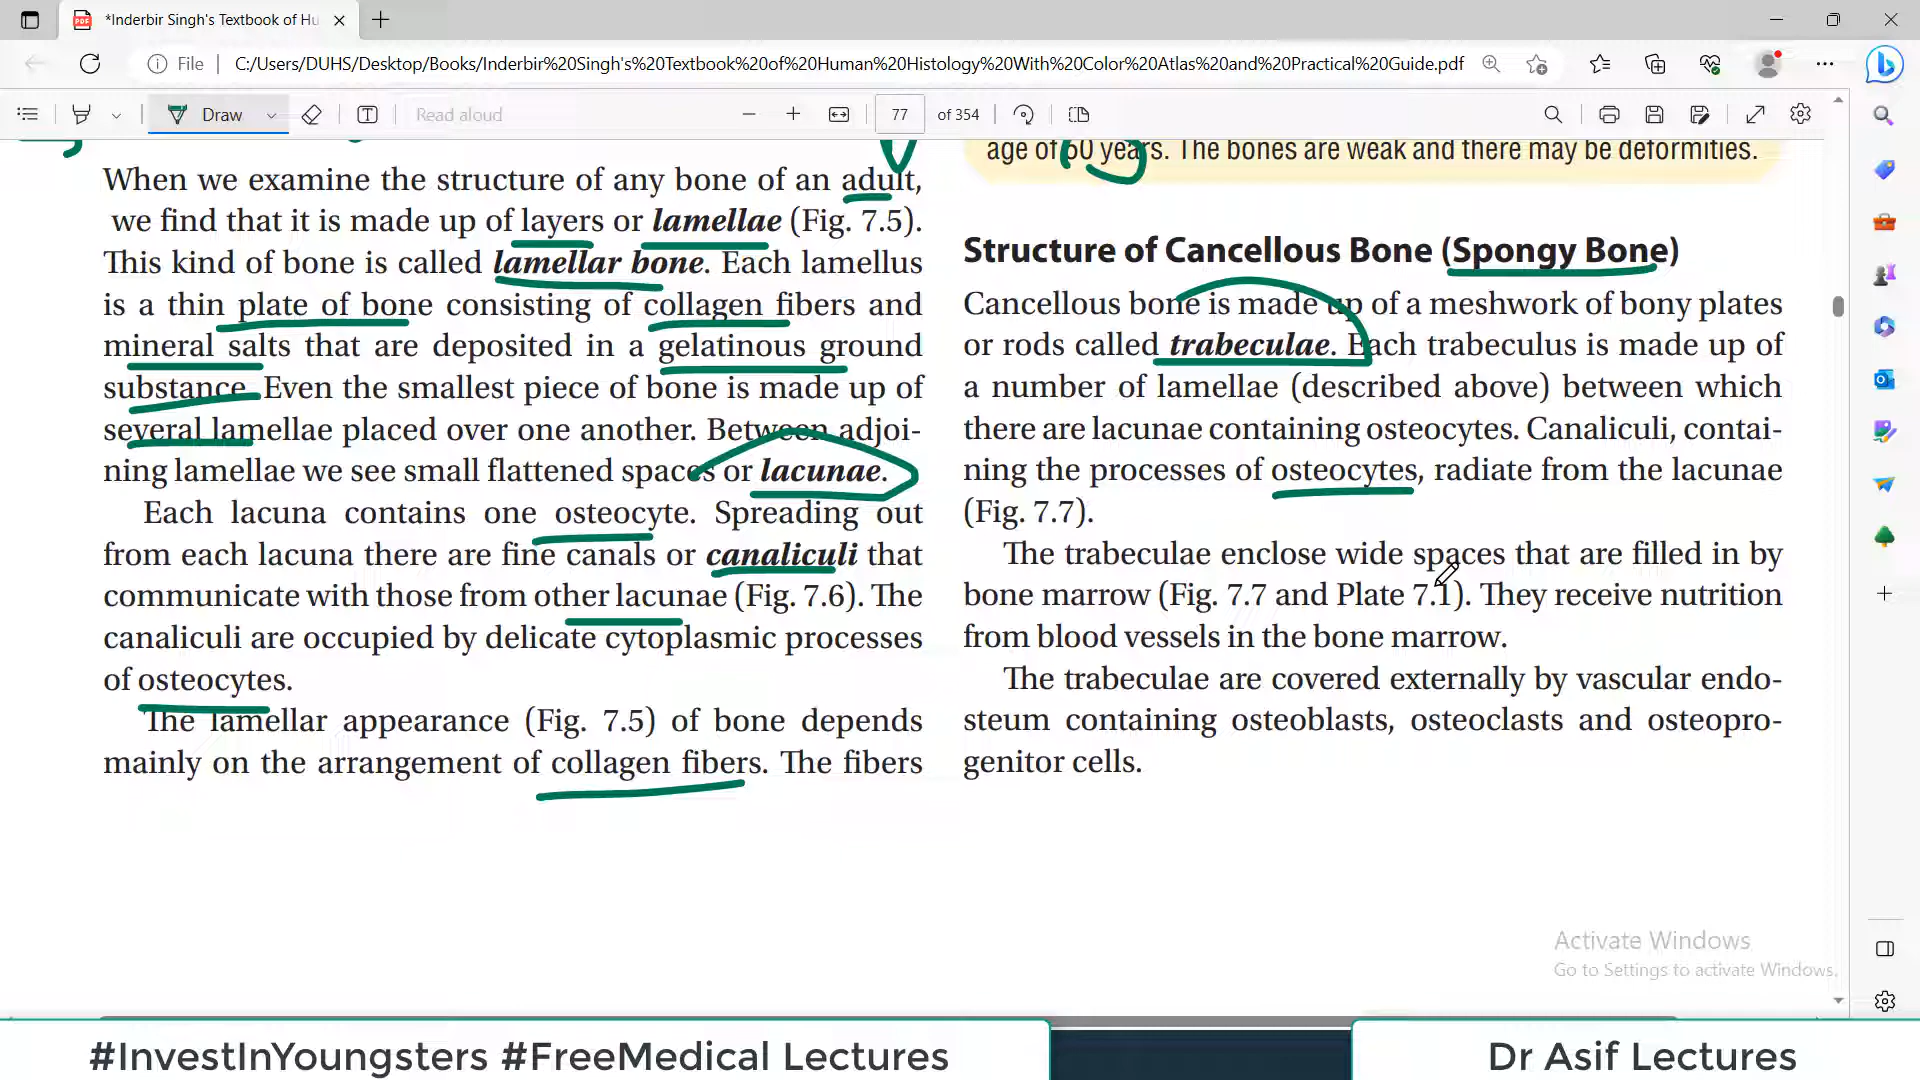 *Inderbir Singh's Textbook of Hu
File
C:/Users/DUHS/Desktop/Books/Inderbir%20Singh's%20Textbook%20of%20Human%20Histology%20With%20Color%20Atlas%20and%20Practical%20Guide.pdf
Draw
Read aloud
77
of 354
When we examine the structure of any bone of an adult,
we find that it is made up of layers or lamellae (Fig. 7.5).
This kind of bone is called lamellar bone. Each lamellus
is a thin plate of bone consisting of collagen fibers and
mineral salts that are deposited in a gelatinous ground
substance. Even the smallest piece of bone is made up of
several lamellae placed over one another. Between adjoi-
ning lamellae we see small flattened spaces or lacunae.
Each lacuna contains one osteocyte. Spreading out
from each lacuna there are fine canals or canaliculi that
communicate with those from other lacunae (Fig. 7.6). The
canaliculi are occupied by delicate cytoplasmic processes
of osteocytes.
The lamellar appearance (Fig. 7.5) of bone depends
mainly on the arrangement of collagen fibers. The fibers
age of 60 years. The bones are weak and there may be deformities.
Structure of Cancellous Bone (Spongy Bone)
Cancellous bone is made up of a meshwork of bony plates
or rods called trabeculae. Each trabeculus is made up of
a number of lamellae (described above) between which
there are lacunae containing osteocytes. Canaliculi, contai-
ning the processes of osteocytes, radiate from the lacunae
(Fig. 7.7).
The trabeculae enclose wide spaces that are filled in by
bone marrow (Fig. 7.7 and Plate 7.1). They receive nutrition
from blood vessels in the bone marrow.
The trabeculae are covered externally by vascular endo-
steum containing osteoblasts, osteoclasts and osteopro-
genitor cells.
Activate Windows
Go to Settings to activate Windows.
#InvestInYoungsters #FreeMedical Lectures
Dr Asif Lectures